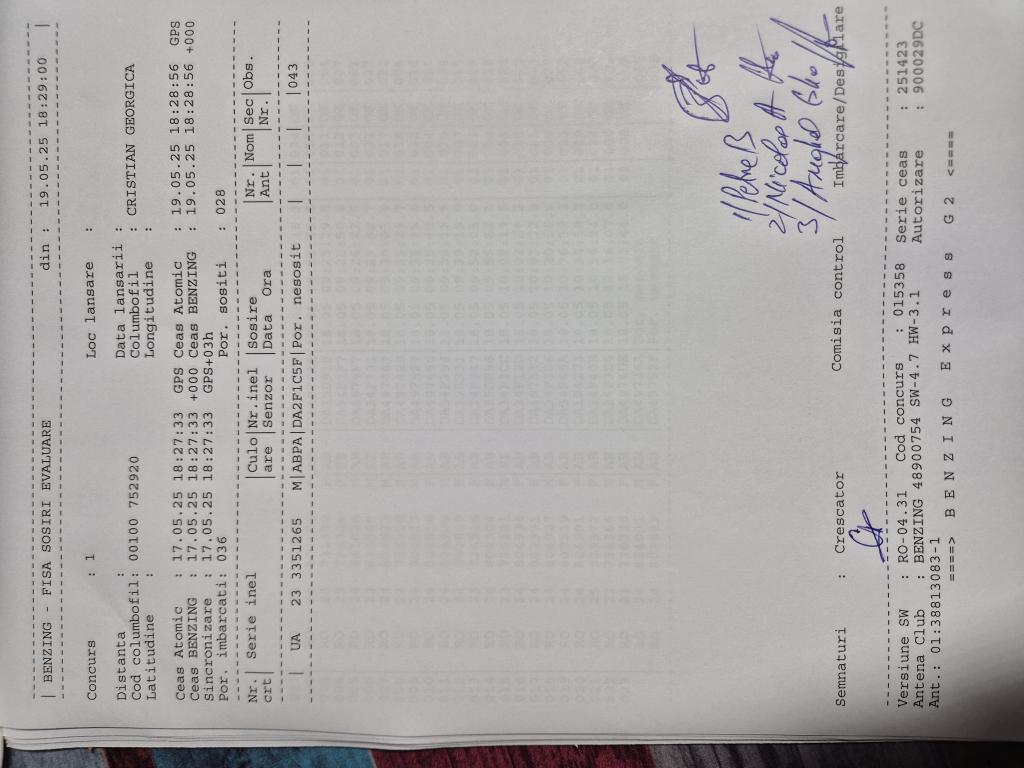 | BENZING - FISA SOSIRI EVALUARE din : 19.05.25 18:29:00 |
Concurs : 1 Loc lansare :
Distanta : Data lansarii :
Cod columbofil: 00100 752920 Columbofil : CRISTIAN GEORGICA
Latitudine : Longitudine :
Ceas Atomic : 17.05.25 18:27:33 GPS Ceas Atomic : 19.05.25 18:28:56 GPS
Ceas BENZING : 17.05.25 18:27:33 +000 Ceas BENZING : 19.05.25 18:28:56 +000
Sincronizare : 17.05.25 18:27:33 GPS+03h
Por. imbarcati: 036 Por. sositi : 028
Nr.| Serie inel |Culo|Nr.inel |Sosire |Nr. |Nom|Sec|Obs.
crt| |are |Senzor |Data Ora |Ant | |Nr.|
| UA 23 3351265 M|ABPA|DA2F1C5F|Por. nesosit | | | |043
1) Petre B
2) Nicolae A
3) Anghel Gh
Semnaturi : Crescator Comisia control Imbarcare/Desigilare
Versiune SW : RO-04.31 Cod concurs : 015358 Serie ceas : 251423
Antena Club : BENZING 48900754 SW-4.7 HW-3.1 Autorizare : 900029DC
Ant.: 01:38813083-1
====> B E N Z I N G E x p r e s s G 2 <====